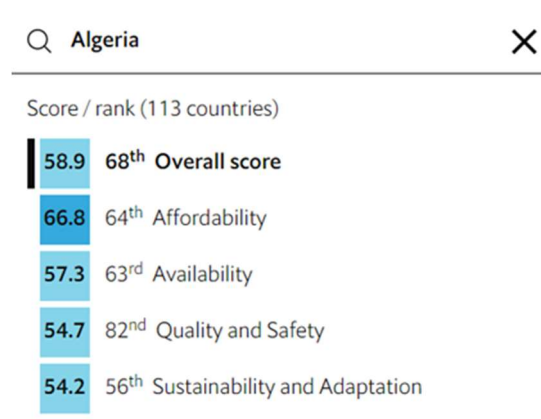 Algeria
Score / rank (113 countries)
58.9 68th Overall score
66.8 64th Affordability
57.3 63rd Availability
54.7 82nd Quality and Safety
54.2 56th Sustainability and Adaptation